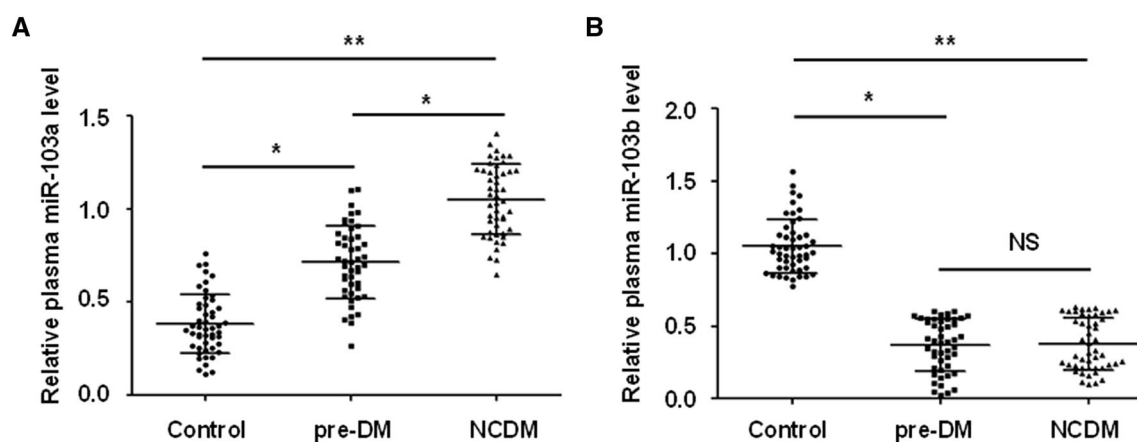 A
**
*
*
Relative plasma miR-103a level
1.5
1.0
0.5
0.0
Control pre-DM NCDM
B
**
*
NS
Relative plasma miR-103b level
2.0
1.5
1.0
0.5
0.0
Control pre-DM NCDM